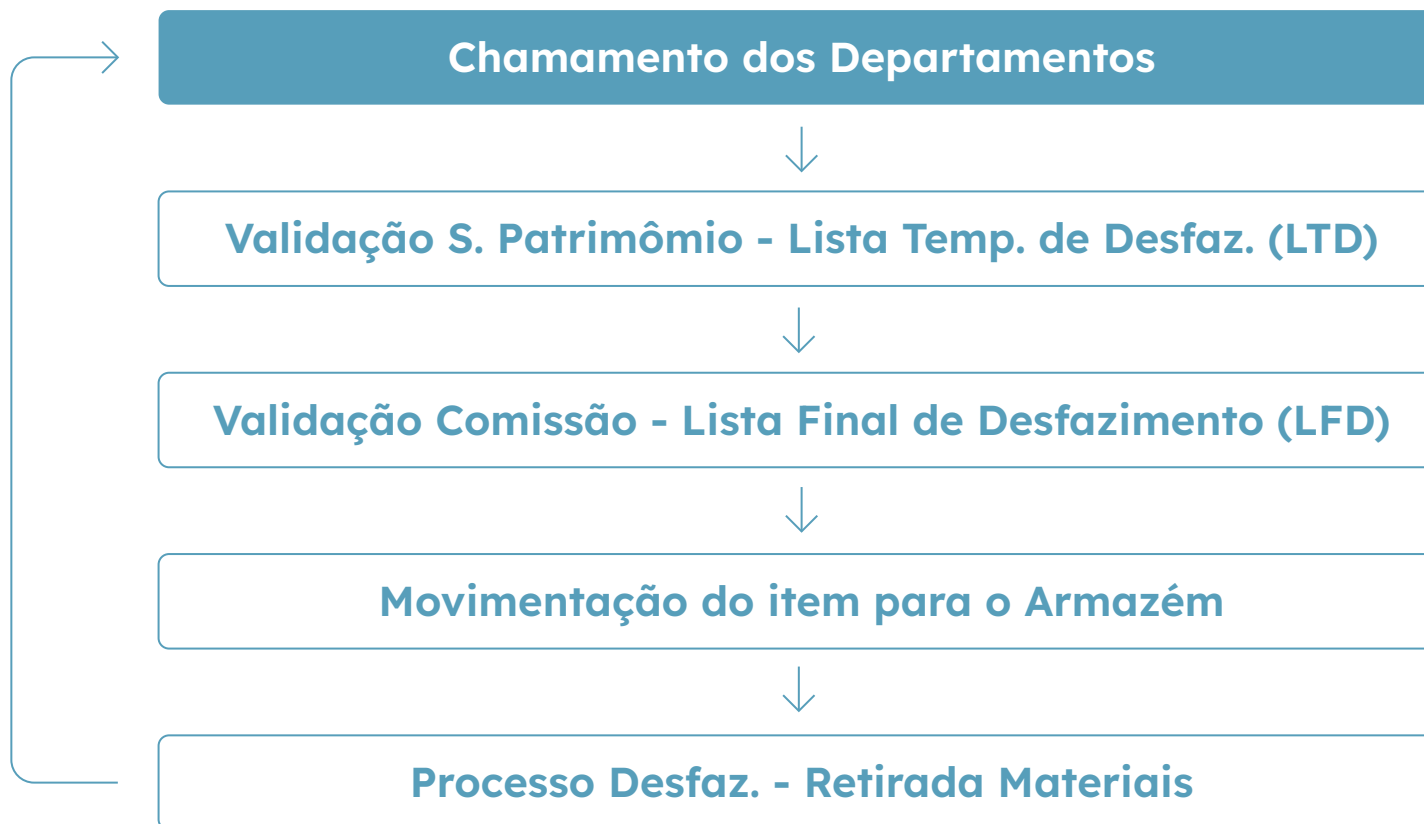 Chamamento dos Departamentos
Validação S. Patrimômio - Lista Temp. de Desfaz. (LTD)
Validação Comissão - Lista Final de Desfazimento (LFD)
Movimentação do item para o Armazém
Processo Desfaz. - Retirada Materiais